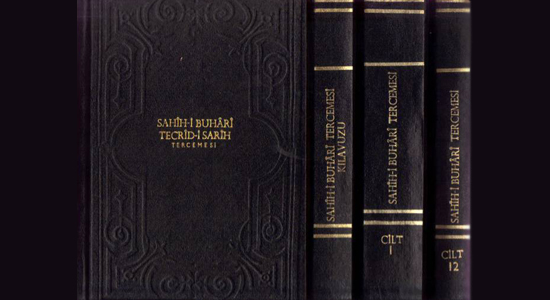 SAHÎH-İ BUHÂRÎ
TECRÎD-İ SARİH
TERCEMESİ
SAHÎH-İ BUHÂRÎ TERCEMESİ
KILAVUZU
SAHÎH-İ BUHÂRÎ TERCEMESİ
CİLT
1
SAHÎH-İ BUHÂRÎ TERCEMESİ
CİLT
12